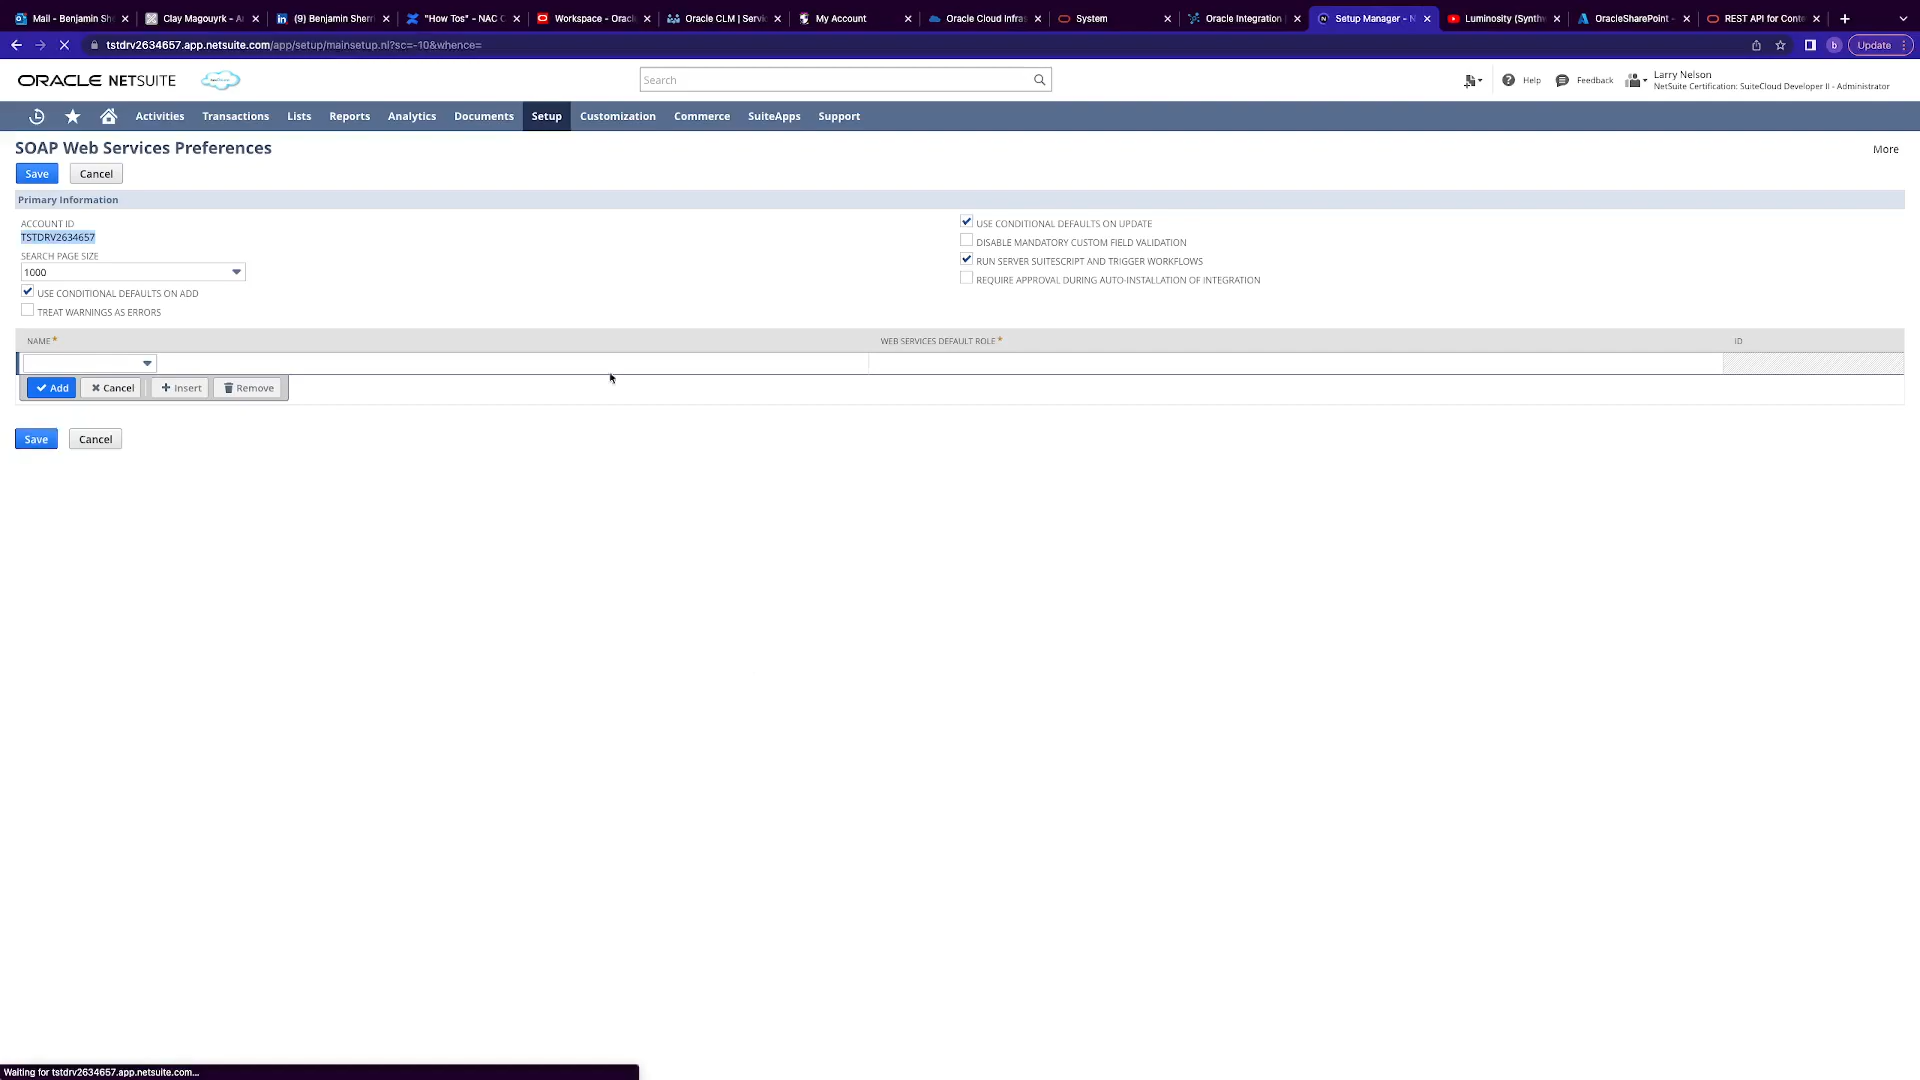 Mail - Benjamin She
Clay Magouyrk - A
(9) Benjamin Sherri
"How Tos" - NAC C
Workspace - Oracl
Oracle CLM | Servi
My Account
Oracle Cloud Infras
System
Oracle Integration
Setup Manager - N
Luminosity (Synthw
OracleSharePoint -
REST API for Conte
tstdrv2634657.app.netsuite.com/app/setup/mainsetup.nl?sc=-10&whence=
b
Update
ORACLE NETSUITE
Search
Help
Feedback
Larry Nelson
NetSuite Certification: SuiteCloud Developer II - Administrator
Activities Transactions Lists Reports Analytics Documents Setup Customization Commerce SuiteApps Support
SOAP Web Services Preferences
More
Save Cancel
Primary Information
ACCOUNT ID
TSTDRV2634657
SEARCH PAGE SIZE
1000
USE CONDITIONAL DEFAULTS ON ADD
TREAT WARNINGS AS ERRORS
USE CONDITIONAL DEFAULTS ON UPDATE
DISABLE MANDATORY CUSTOM FIELD VALIDATION
RUN SERVER SUITESCRIPT AND TRIGGER WORKFLOWS
REQUIRE APPROVAL DURING AUTO-INSTALLATION OF INTEGRATION
NAME * WEB SERVICES DEFAULT ROLE * ID
Add Cancel Insert Remove
Save Cancel
Waiting for tstdrv2634657.app.netsuite.com...